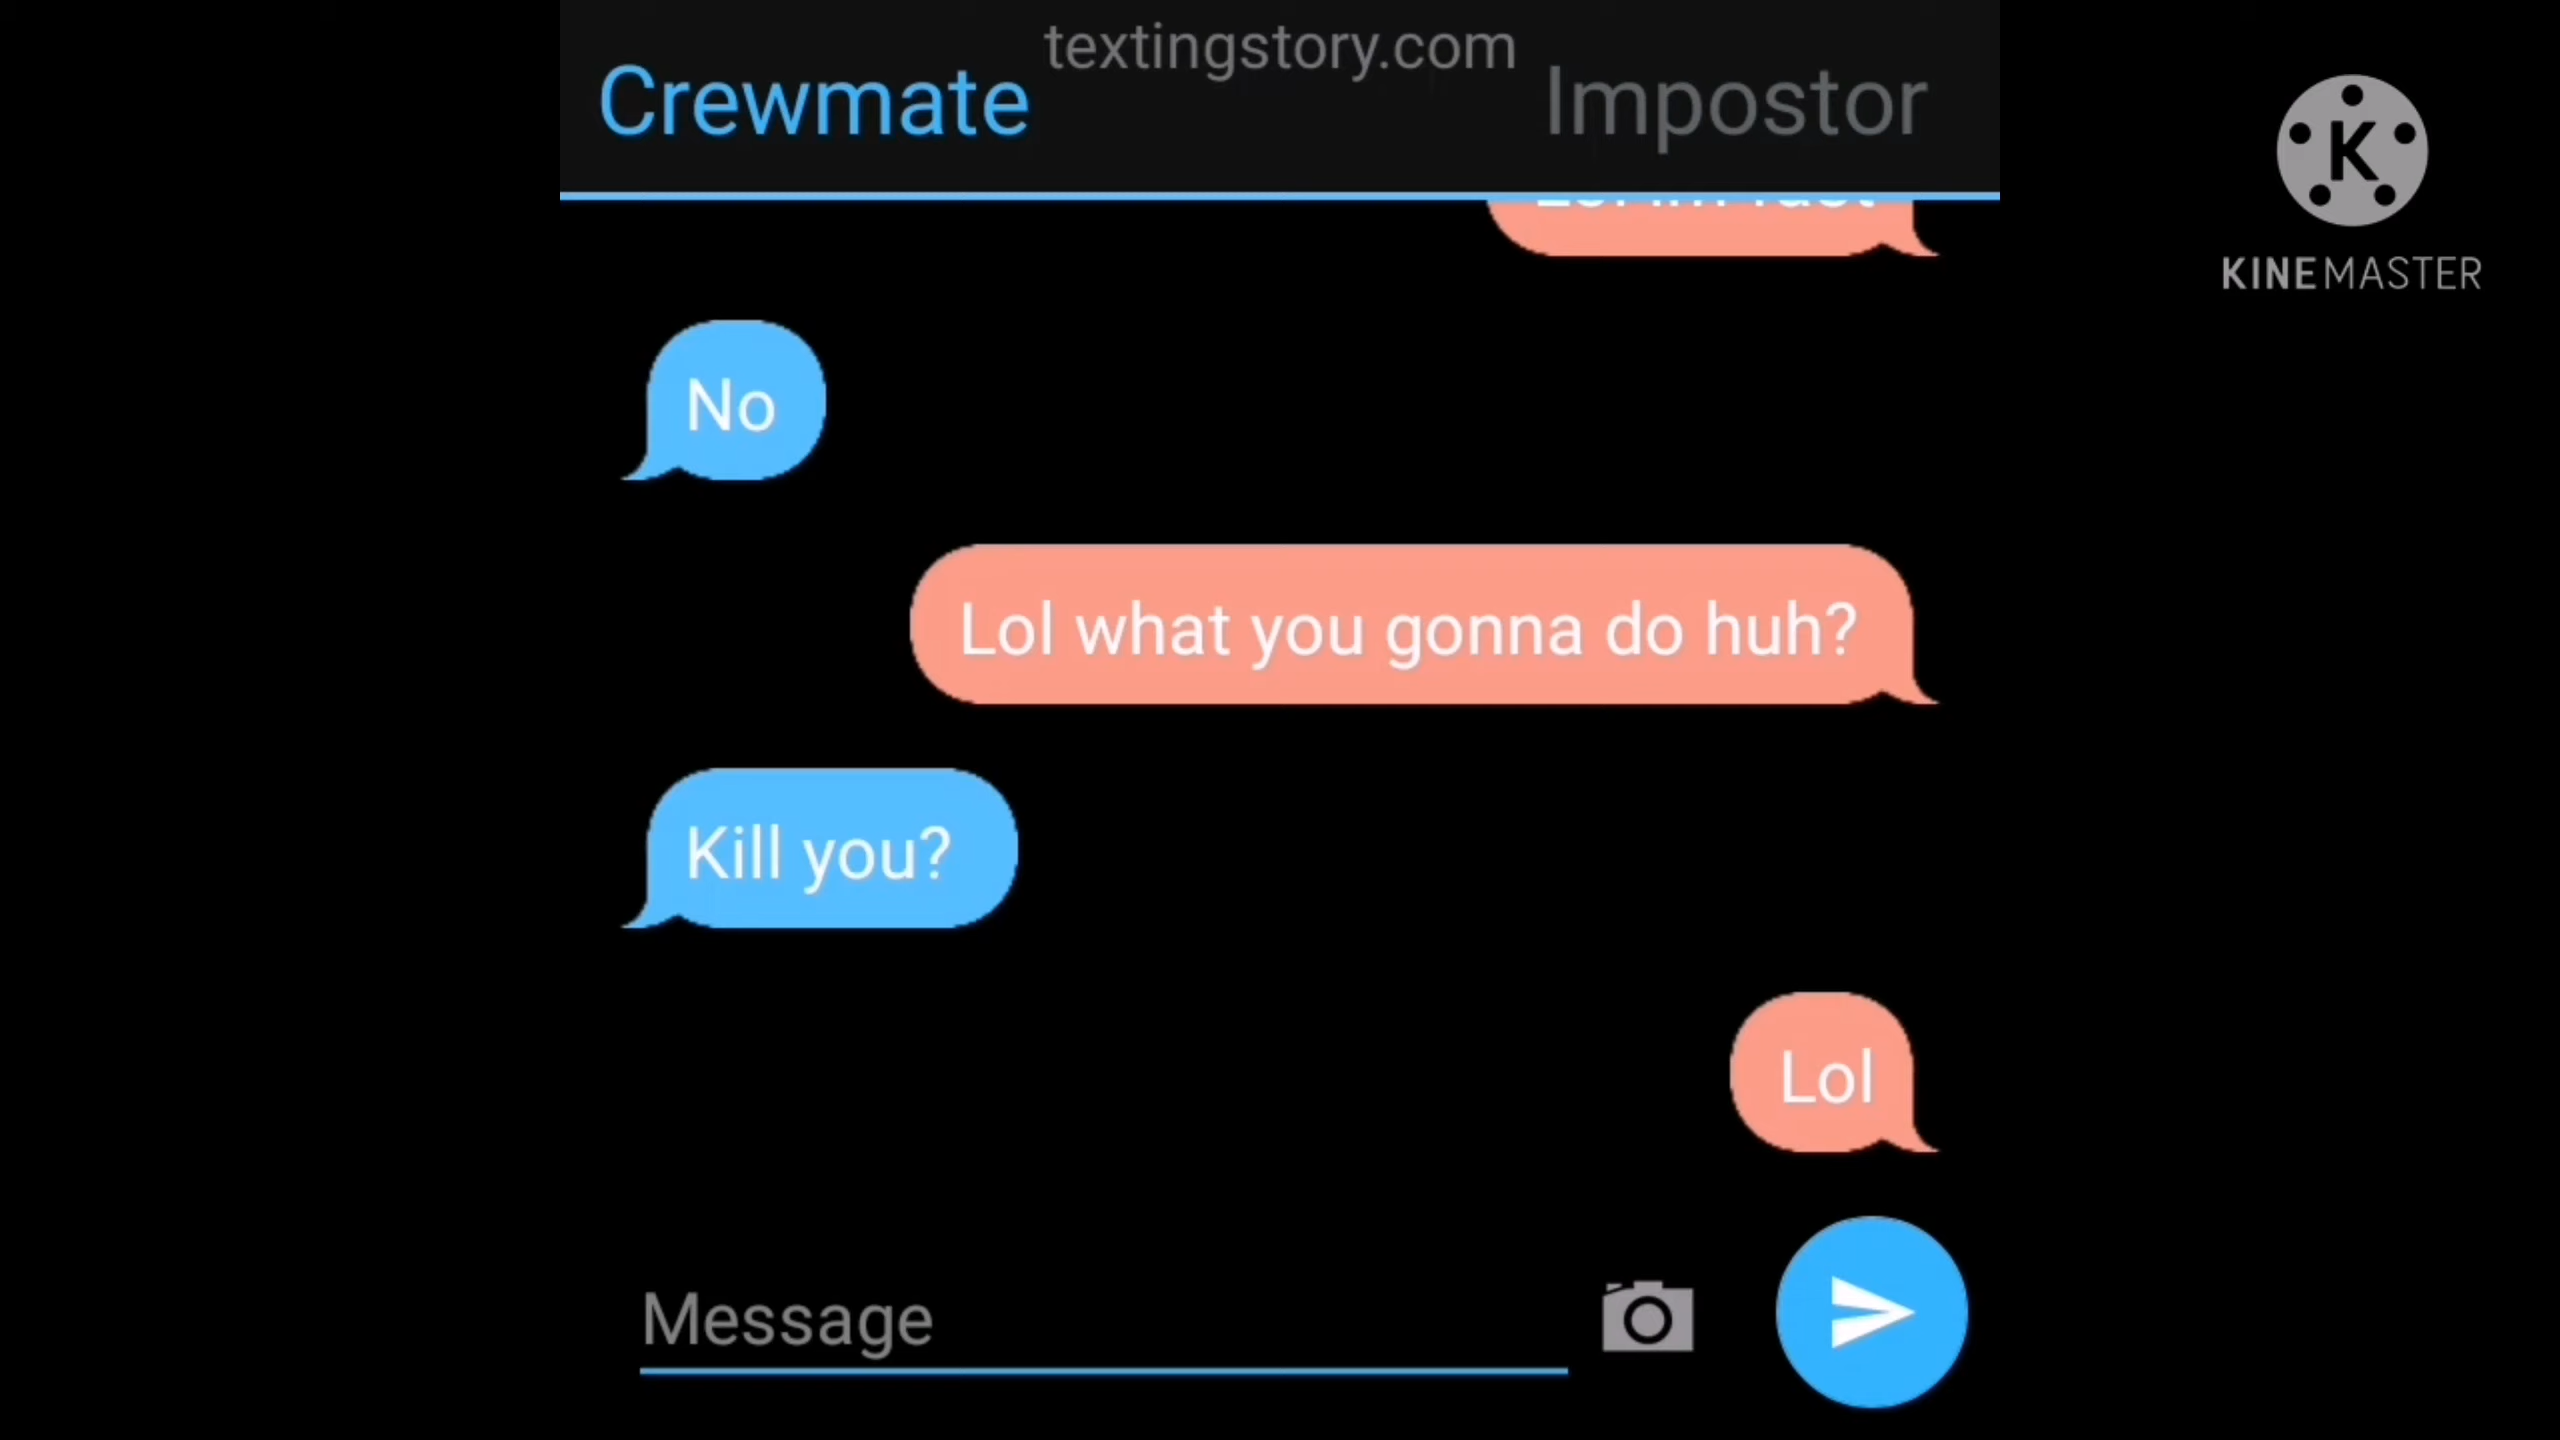 textingstory.com
Crewmate
Impostor
K
KINEMASTER
No
Lol what you gonna do huh?
Kill you?
Lol
Message